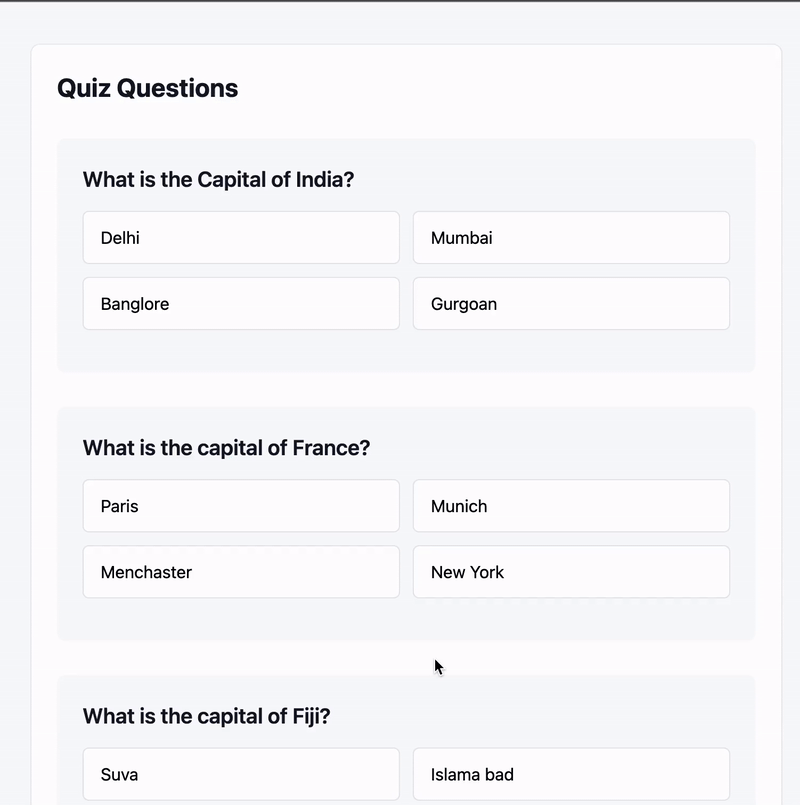 Quiz Questions
What is the Capital of India?
Delhi
Mumbai
Banglore
Gurgoan
What is the capital of France?
Paris
Munich
Menchaster
New York
What is the capital of Fiji?
Suva
Islama bad